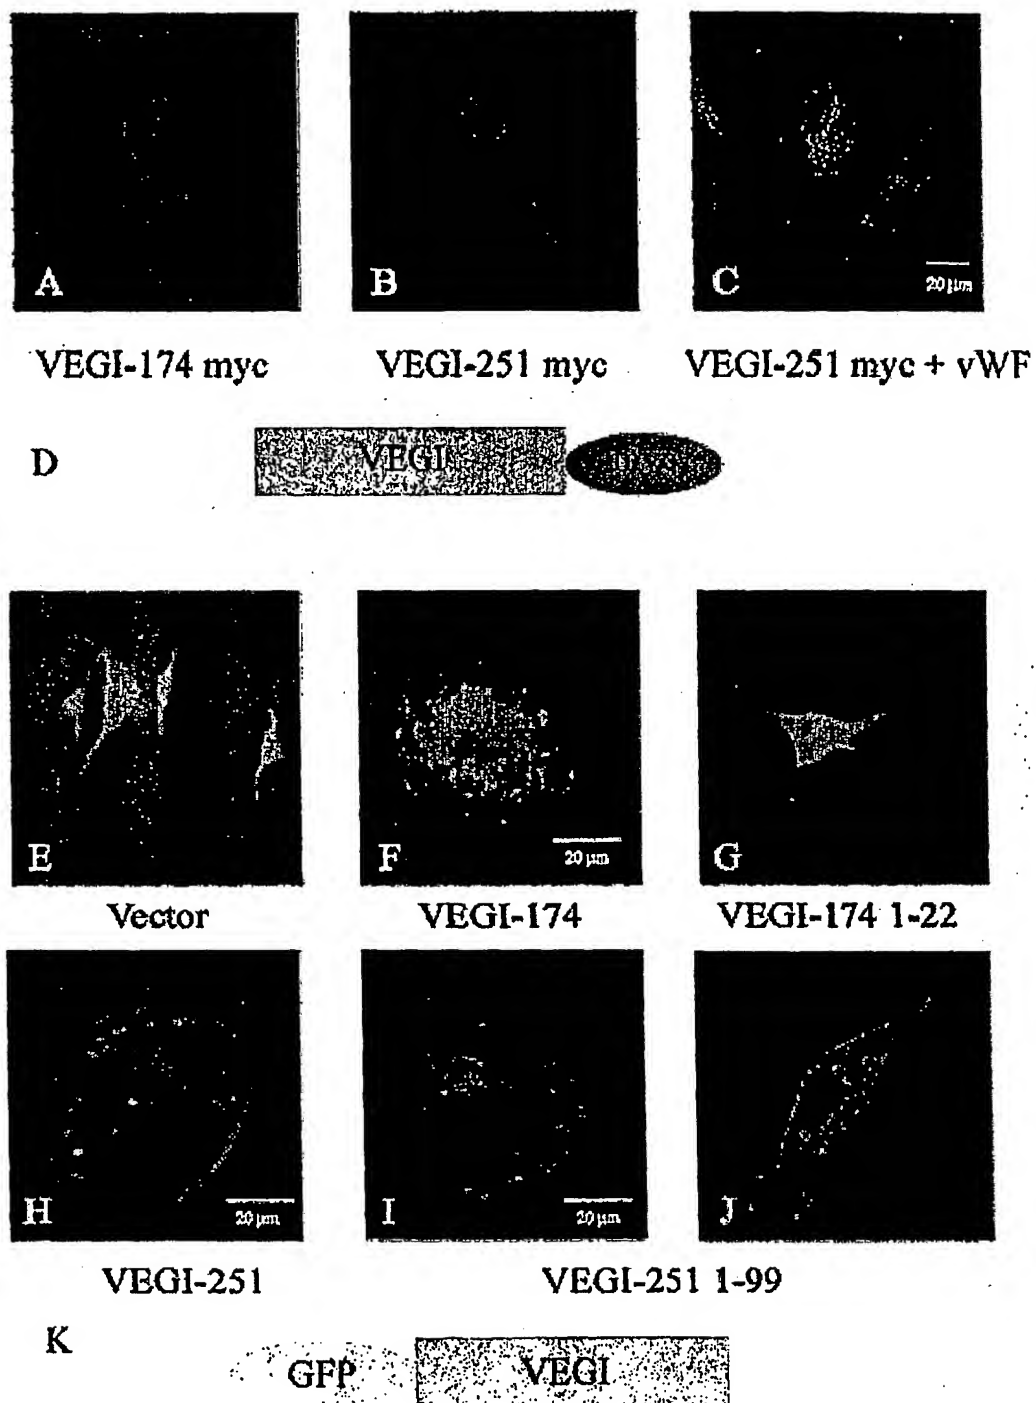 A
B
C
20 µm
VEGI-174 myc
VEGI-251 myc
VEGI-251 myc + vWF
D
VEGI
E
F
20 µm
G
Vector
VEGI-174
VEGI-174 1-22
H
20 µm
I
20 µm
J
VEGI-251
VEGI-251 1-99
K
GFP
VEGI